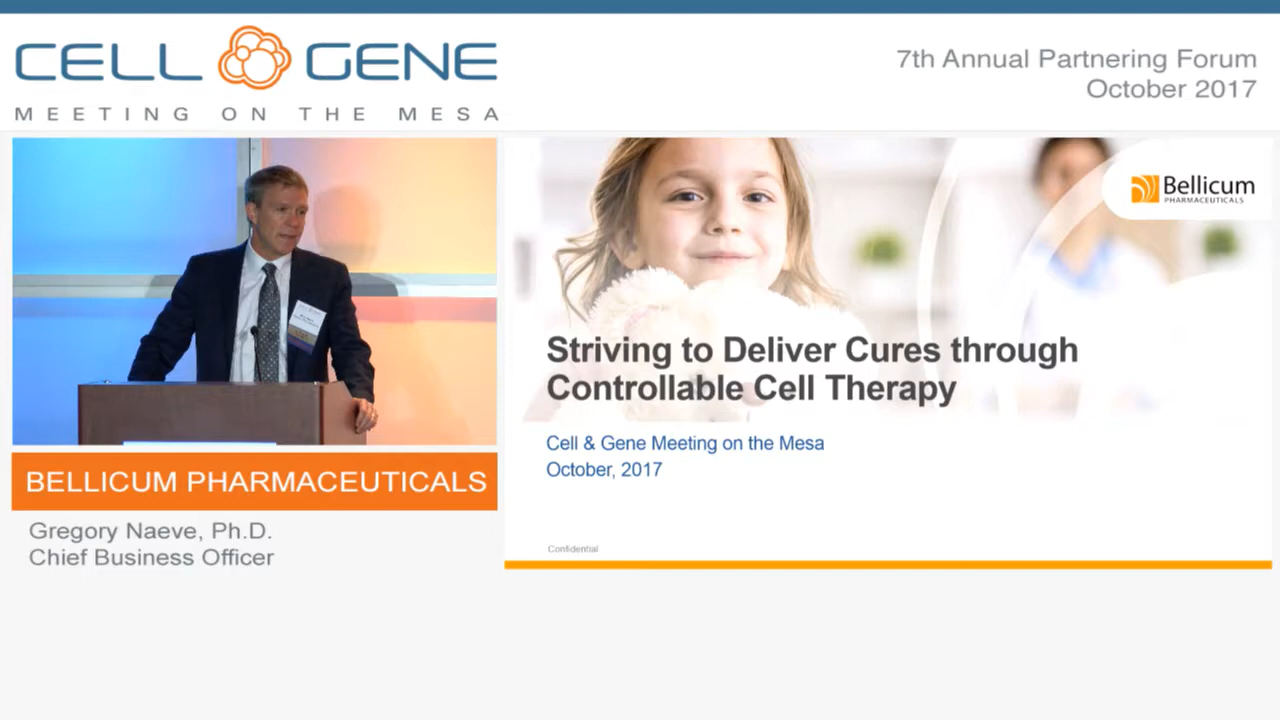 CELL GENE
MEETING ON THE MESA
7th Annual Partnering Forum
October 2017
Bellicum
PHARMACEUTICALS
Striving to Deliver Cures through
Controllable Cell Therapy
Cell & Gene Meeting on the Mesa
October, 2017
Confidential
BELLICUM PHARMACEUTICALS
Gregory Naeve, Ph.D.
Chief Business Officer